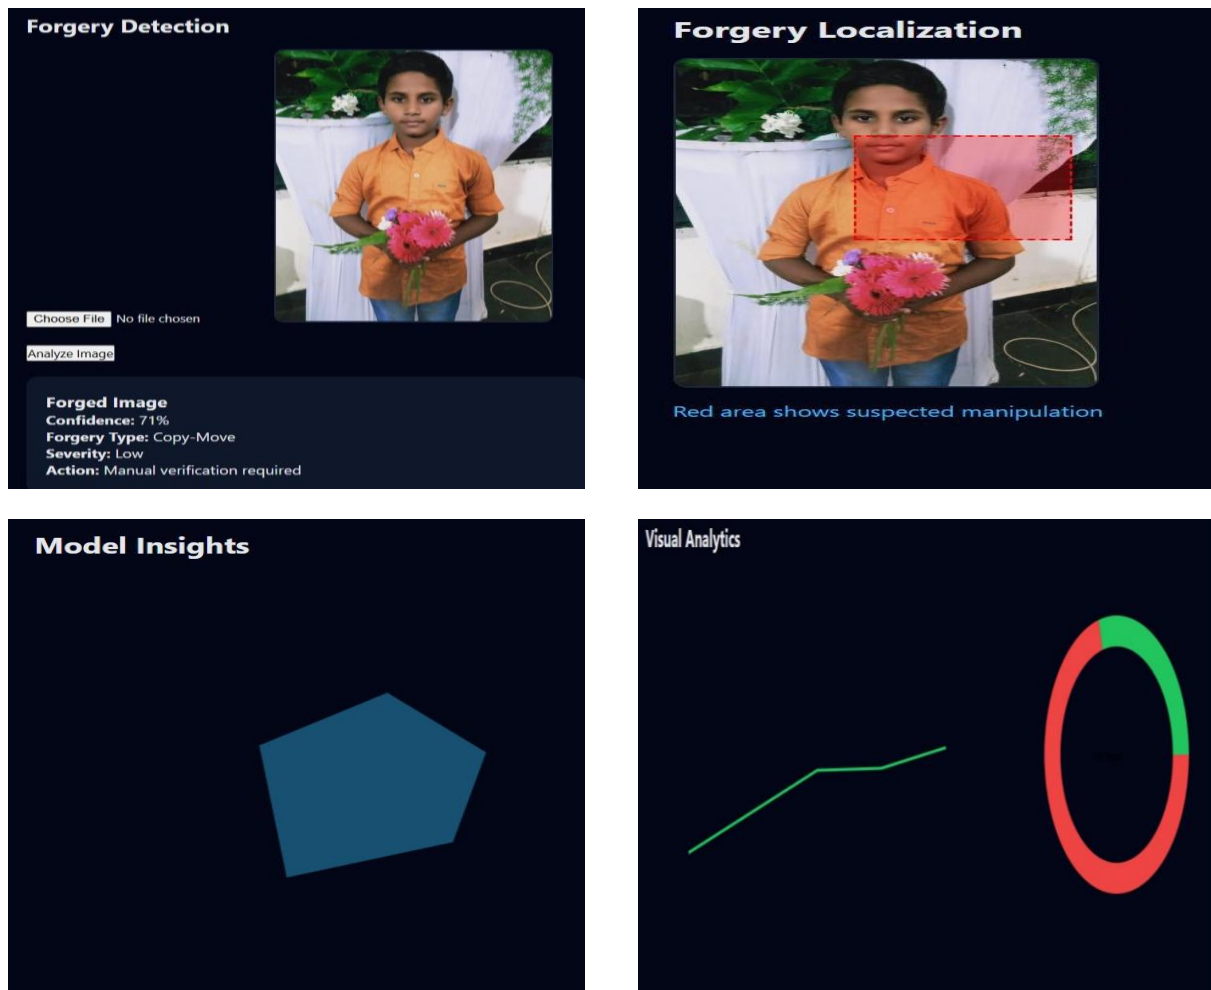 Forgery Detection
Choose File No file chosen
Analyze Image
Forged Image
Confidence: 71%
Forgery Type: Copy-Move
Severity: Low
Action: Manual verification required
Forgery Localization
Red area shows suspected manipulation
Model Insights
Visual Analytics